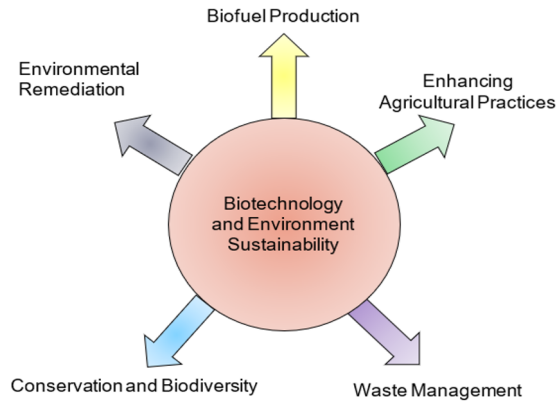 Biofuel Production
Environmental
Remediation
Enhancing
Agricultural Practices
Biotechnology
and Environment
Sustainability
Conservation and Biodiversity
Waste Management